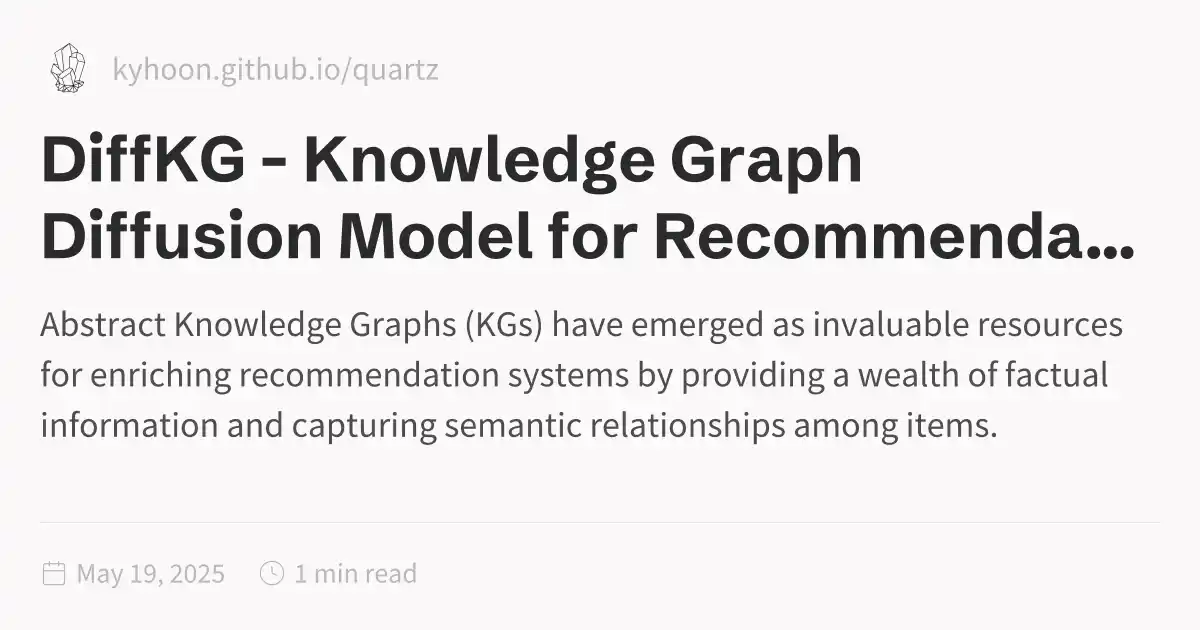 kyhoon.github.io/quartz
DiffKG - Knowledge Graph
Diffusion Model for Recommenda...
Abstract Knowledge Graphs (KGs) have emerged as invaluable resources
for enriching recommendation systems by providing a wealth of factual
information and capturing semantic relationships among items.
May 19, 2025 1 min read